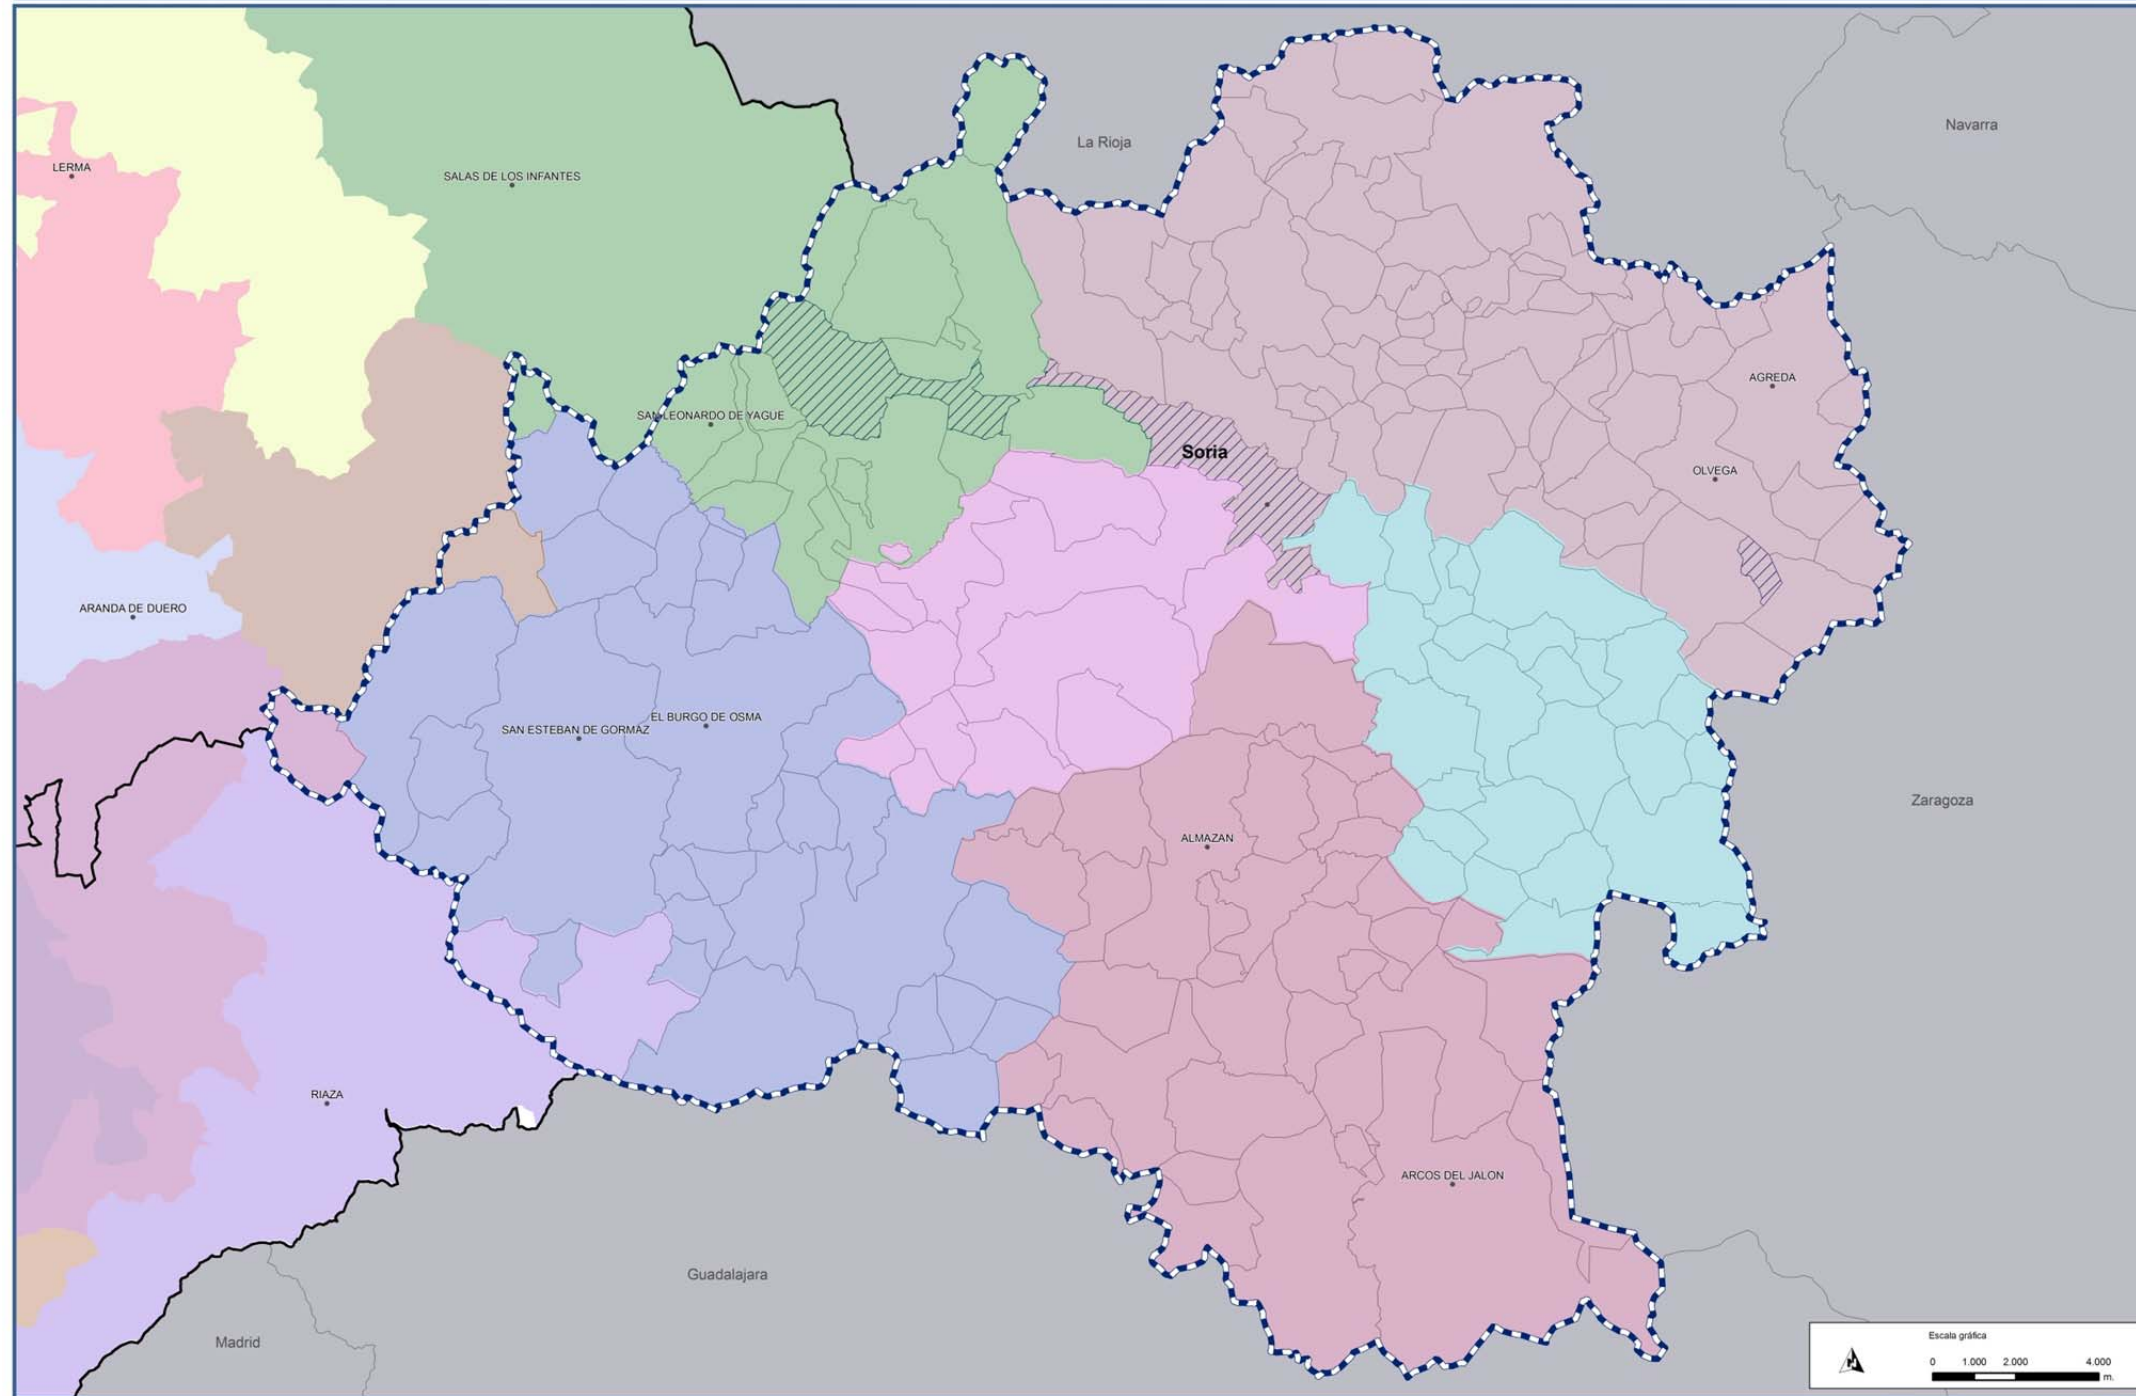 Navarra
La Rioja
LERMA
SALAS DE LOS INFANTES
AGREDA
SAN LEONARDO DE YAGUE
Soria
OLVEGA
ARANDA DE DUERO
EL BURGO DE OSMA
SAN ESTEBAN DE GORMAZ
Zaragoza
ALMAZAN
RIAZA
ARCOS DEL JALON
Guadalajara
Madrid
Escala gráfica
0 1.000 2.000 4.000
m.